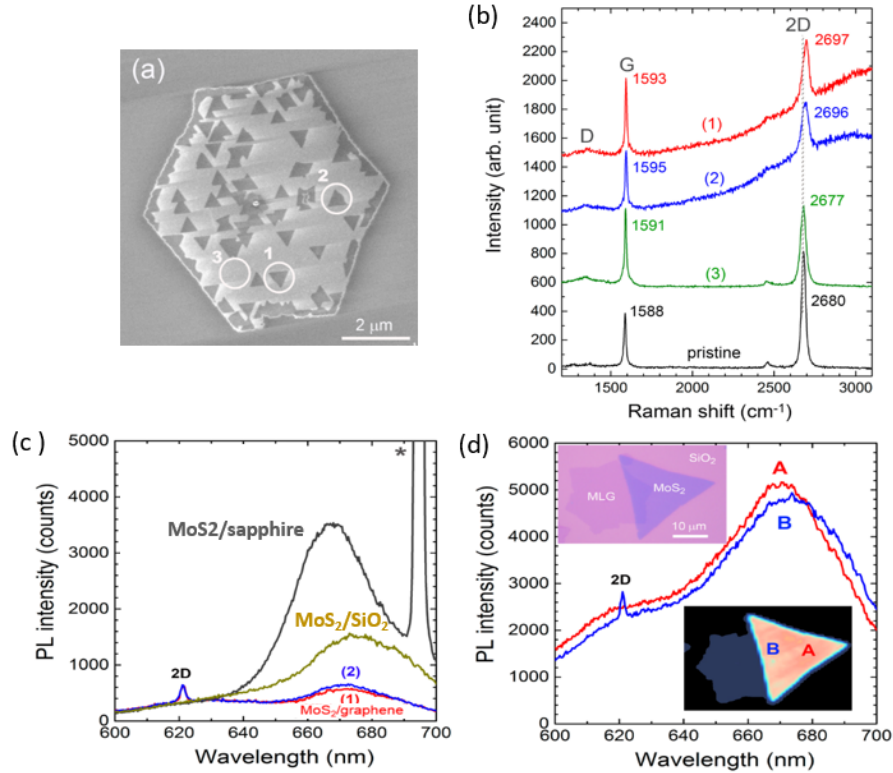 (a)
2
3
1
2 μm
(b)
2400
2200
2000
1800
1600
1400
1200
1000
800
600
400
200
0
Intensity (arb. unit)
D
G
2D
1593
2697
(1)
1595
2696
(2)
1591
2677
(3)
1588
2680
pristine
1500 2000 2500 3000
Raman shift (cm⁻¹)
(c)
5000
4000
3000
2000
1000
0
PL intensity (counts)
*
MoS2/sapphire
MoS₂/SiO₂
2D
(2)
(1)
MoS₂/graphene
600 620 640 660 680 700
Wavelength (nm)
(d)
6000
5000
4000
3000
2000
1000
0
PL intensity (counts)
SiO₂
MLG
MoS₂
10 μm
A
B
2D
B
A
600 620 640 660 680 700
Wavelength (nm)